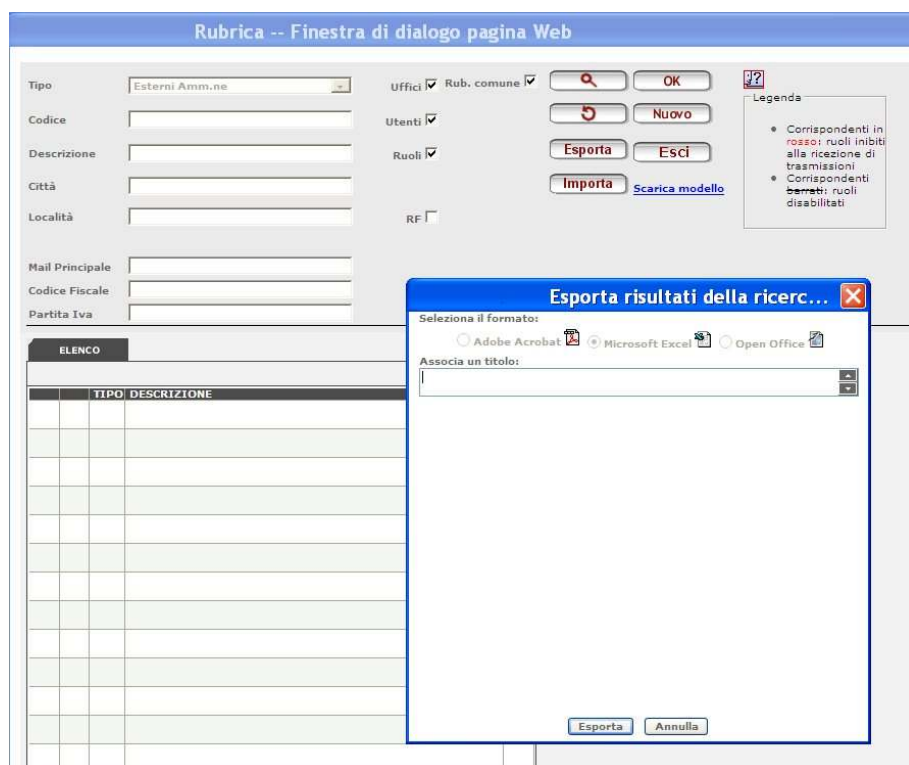 Rubrica -- Finestra di dialogo pagina Web
Tipo
Esterni Amm.ne
Uffici
Rub. comune
OK
Legenda
Codice
Utenti
Nuovo
Corrispondenti in
rosso: ruoli inibiti
alla ricezione di
trasmissioni
Corrispondenti
barrati: ruoli
disabilitati
Descrizione
Ruoli
Esporta
Esci
Città
Importa
Scarica modello
Località
RF
Mail Principale
Codice Fiscale
Partita Iva
Esporta risultati della ricerc...
Seleziona il formato:
Adobe Acrobat
Microsoft Excel
Open Office
Associa un titolo:
ELENCO
TIPO DESCRIZIONE
Esporta
Annulla